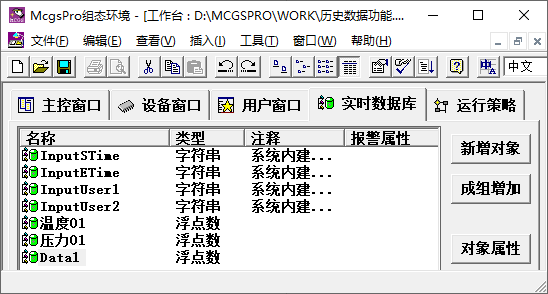 McgsPro组态环境 - [工作台 : D:\MCGSPRO\WORK\历史数据功能....
文件(F) 编辑(E) 查看(V) 插入(I) 工具(T) 窗口(W) 帮助(H)
中文
主控窗口 设备窗口 用户窗口 实时数据库 运行策略
名称 类型 注释 报警属性
InputSTime 字符串 系统内建...
InputETime 字符串 系统内建...
InputUser1 字符串 系统内建...
InputUser2 字符串 系统内建...
温度01 浮点数
压力01 浮点数
Data1 浮点数
新增对象
成组增加
对象属性